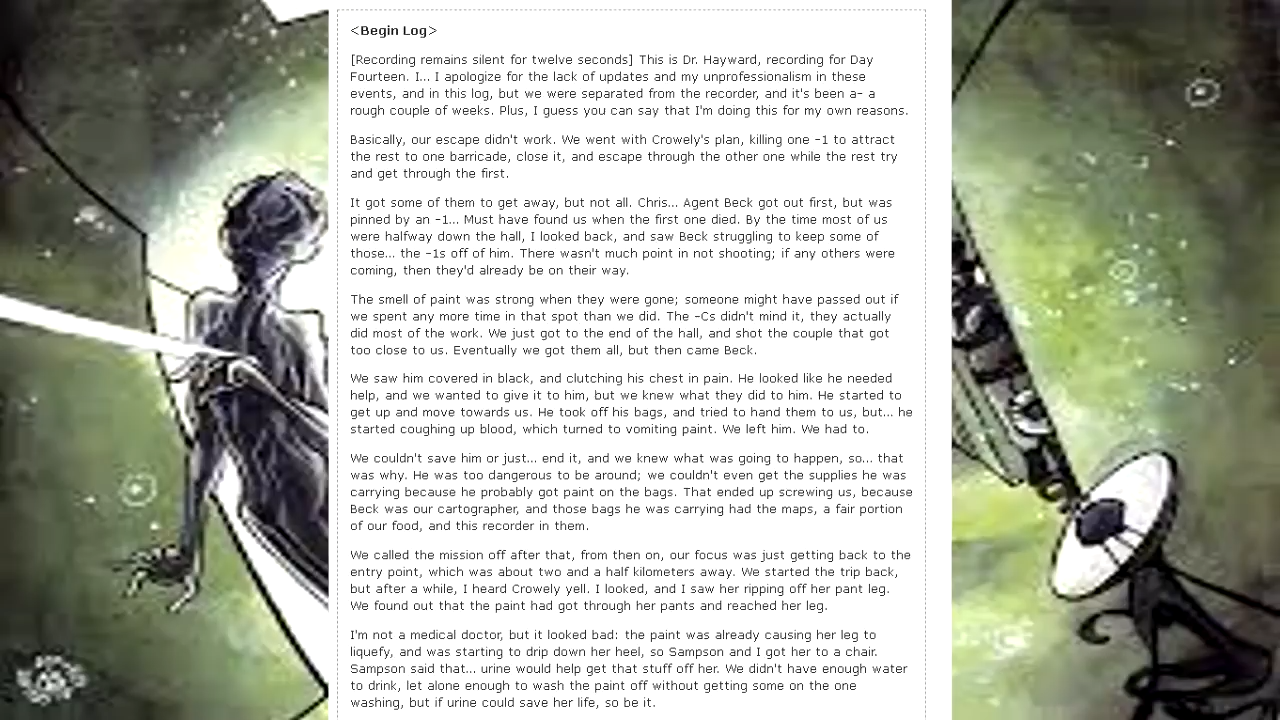 <Begin Log>
[Recording remains silent for twelve seconds] This is Dr. Hayward, recording for Day
Fourteen. I... I apologize for the lack of updates and my unprofessionalism in these
events, and in this log, but we were separated from the recorder, and it's been a– a
rough couple of weeks. Plus, I guess you can say that I'm doing this for my own reasons.
Basically, our escape didn't work. We went with Crowely's plan, killing one –1 to attract
the rest to one barricade, close it, and escape through the other one while the rest try
and get through the first.
It got some of them to get away, but not all. Chris... Agent Beck got out first, but was
pinned by an –1... Must have found us when the first one died. By the time most of us
were halfway down the hall, I looked back, and saw Beck struggling to keep some of
those... the –1s off of him. There wasn't much point in not shooting; if any others were
coming, then they'd already be on their way.
The smell of paint was strong when they were gone; someone might have passed out if
we spent any more time in that spot than we did. The –Cs didn't mind it, they actually
did most of the work. We just got to the end of the hall, and shot the couple that got
too close to us. Eventually we got them all, but then came Beck.
We saw him covered in black, and clutching his chest in pain. He looked like he needed
help, and we wanted to give it to him, but we knew what they did to him. He started to
get up and move towards us. He took off his bags, and tried to hand them to us, but... he
started coughing up blood, which turned to vomiting paint. We left him. We had to.
We couldn't save him or just... end it, and we knew what was going to happen, so... that
was why. He was too dangerous to be around; we couldn't even get the supplies he was
carrying because he probably got paint on the bags. That ended up screwing us, because
Beck was our cartographer, and those bags he was carrying had the maps, a fair portion
of our food, and this recorder in them.
We called the mission off after that, from then on, our focus was just getting back to the
entry point, which was about two and a half kilometers away. We started the trip back,
but after a while, I heard Crowely yell. I looked, and I saw her ripping off her pant leg.
We found out that the paint had got through her pants and reached her leg.
I'm not a medical doctor, but it looked bad: the paint was already causing her leg to
liquefy, and was starting to drip down her heel, so Sampson and I got her to a chair.
Sampson said that... urine would help get that stuff off her. We didn't have enough water
to drink, let alone enough to wash the paint off without getting some on the one
washing, but if urine could save her life, so be it.